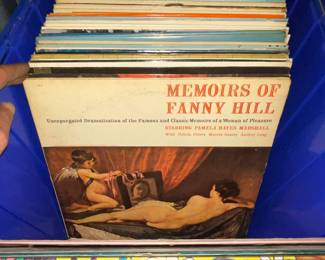 MEMOIRS OF
FANNY HILL
Unexpurgated Dramatization of the Famous and Classic Memoirs of a Woman of Pleasure
STARRING PAMELA HAYES MARSHALL
With